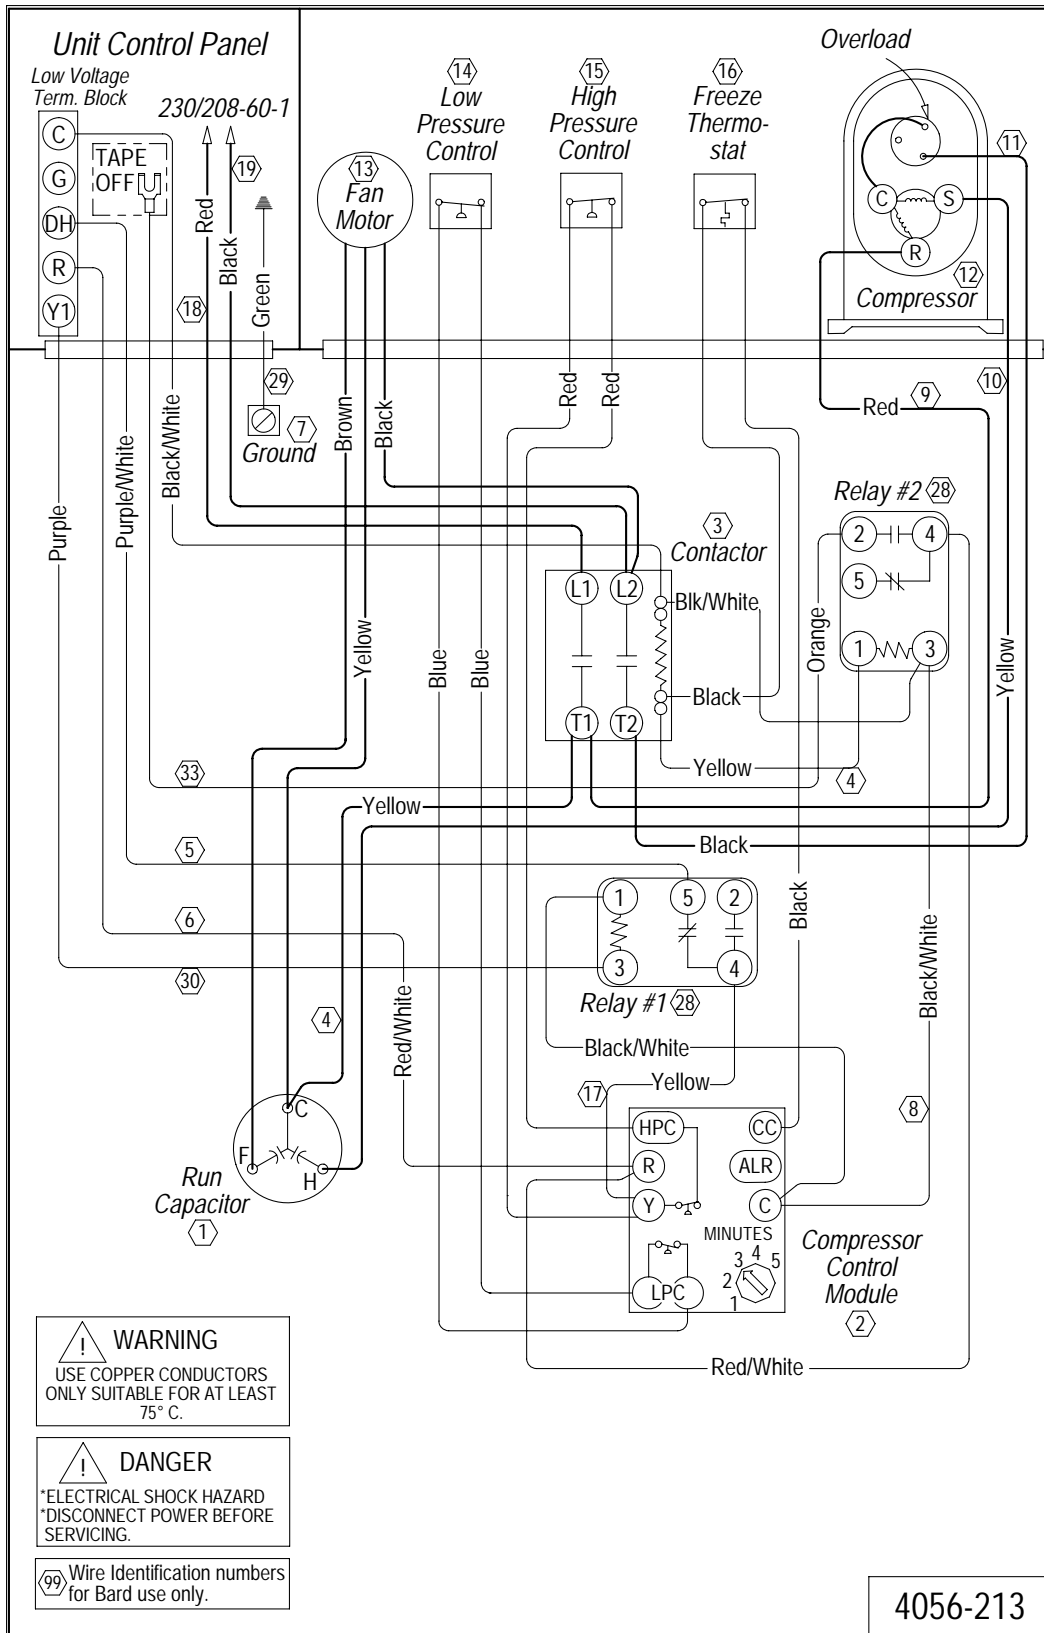 Unit Control Panel
Low Voltage
Term. Block
230/208-60-1
C
G
DH
R
Y1
TAPE
OFF
19
Red
Black
18
Green
29
7
Ground
13
Fan
Motor
14
Low
Pressure
Control
15
High
Pressure
Control
16
Freeze
Thermo-
stat
Overload
11
C
S
R
12
Compressor
10
9
Red
Red
Red
Brown
Black
Purple
Purple/White
Black/White
Relay #2
28
2
4
5
1
3
3
Contactor
L1
L2
Blk/White
Black
T1
T2
Yellow
4
Orange
Yellow
Yellow
Blue
Blue
33
Yellow
Black
5
6
30
1
5
2
3
4
Relay #1
28
Black
Black/White
Red/White
4
Black/White
Yellow
17
8
C
F
H
Run
Capacitor
1
HPC
CC
R
ALR
Y
C
MINUTES
1
2
3
4
5
LPC
Compressor
Control
Module
2
Red/White
! WARNING
USE COPPER CONDUCTORS
ONLY SUITABLE FOR AT LEAST
75° C.
! DANGER
*ELECTRICAL SHOCK HAZARD
*DISCONNECT POWER BEFORE
SERVICING.
99 Wire Identification numbers
for Bard use only.
4056-213